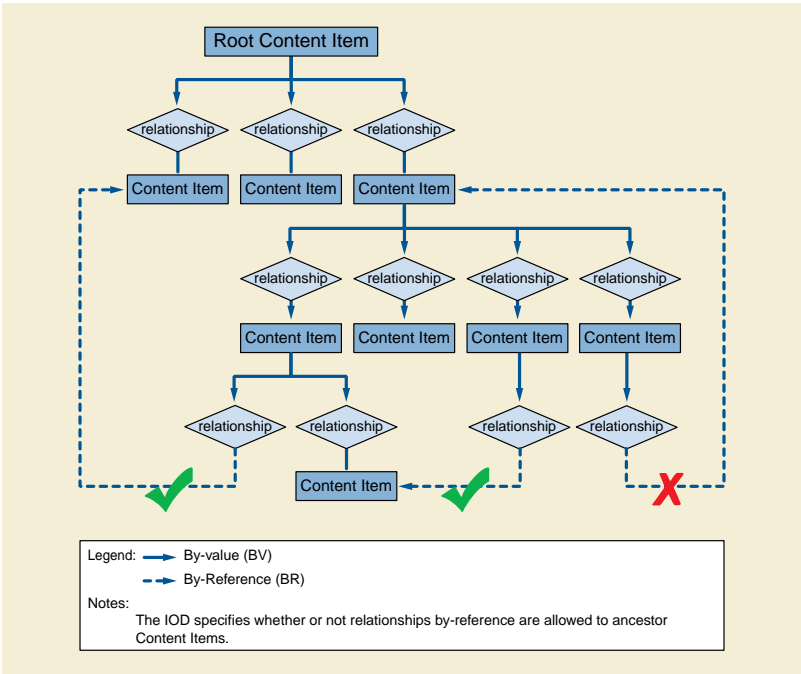 Root Content Item
relationship
relationship
relationship
Content Item
Content Item
Content Item
relationship
relationship
relationship
relationship
Content Item
Content Item
Content Item
Content Item
relationship
relationship
relationship
relationship
Content Item
X
Legend:
By-value (BV)
By-Reference (BR)
Notes:
The IOD specifies whether or not relationships by-reference are allowed to ancestor
Content Items.